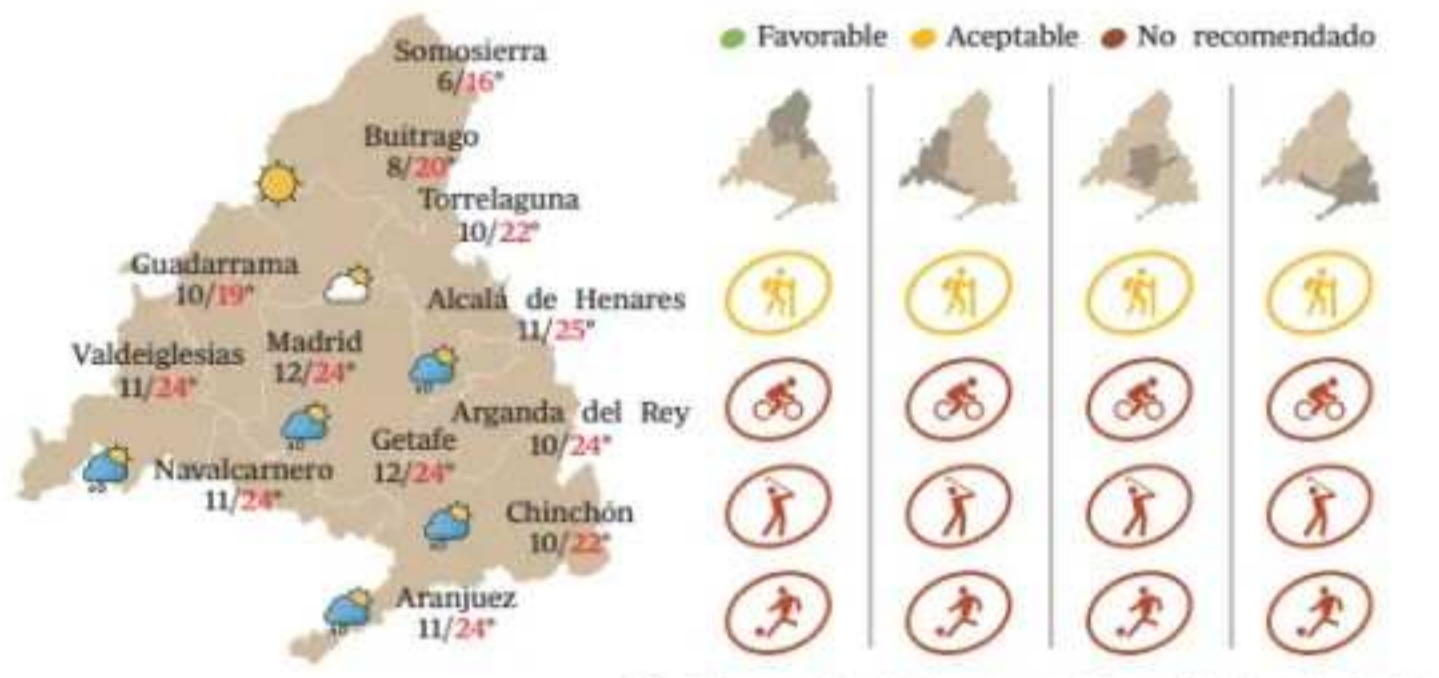 Somosierra
6/16°
Buitrago
8/20°
Torrelaguna
10/22°
Guadarrama
10/19°
Alcalá de Henares
11/25°
Valdeiglesias
11/24°
Madrid
12/24°
Arganda del Rey
10/24°
Getafe
12/24°
Navalcarnero
11/24°
Chinchón
10/22°
Aranjuez
11/24°
Favorable Aceptable No recomendado